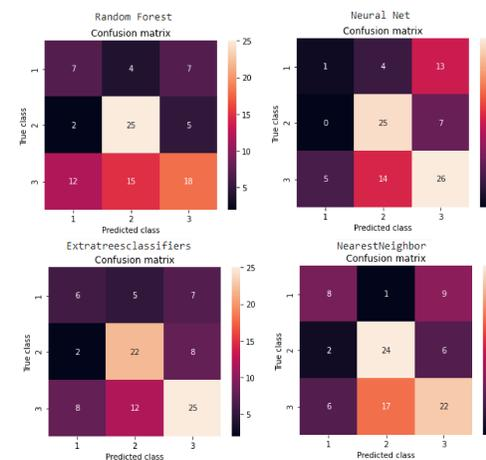 Random Forest
Confusion matrix
True class
1 7 4 7
2 2 25 5
3 12 15 18
1 2 3
Predicted class
25
20
15
10
5
Neural Net
Confusion matrix
True class
1 1 4 13
2 0 25 7
3 5 14 26
1 2 3
Predicted class
Extratreesclassifiers
Confusion matrix
True class
1 6 5 7
2 2 22 8
3 8 12 25
1 2 3
Predicted class
25
20
15
10
5
NearestNeighbor
Confusion matrix
True class
1 8 1 9
2 2 24 6
3 6 17 22
1 2 3
Predicted class